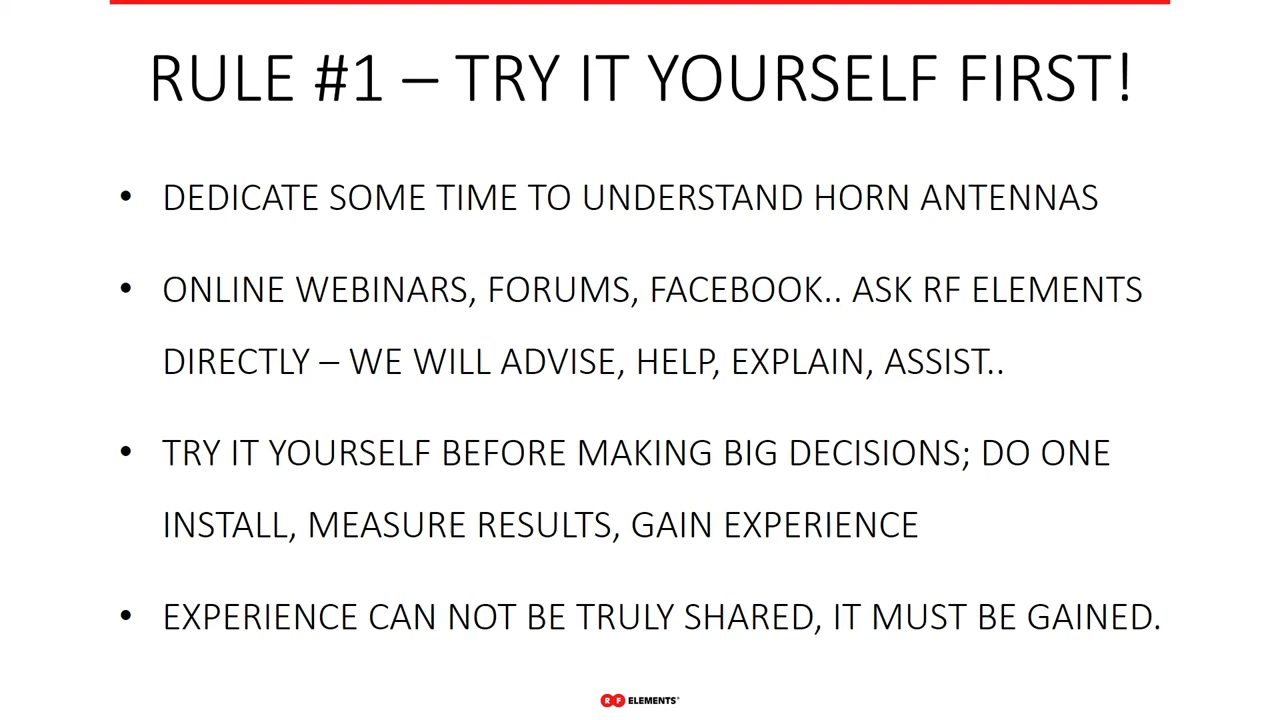 RULE #1 – TRY IT YOURSELF FIRST!
• DEDICATE SOME TIME TO UNDERSTAND HORN ANTENNAS
• ONLINE WEBINARS, FORUMS, FACEBOOK.. ASK RF ELEMENTS
DIRECTLY – WE WILL ADVISE, HELP, EXPLAIN, ASSIST..
• TRY IT YOURSELF BEFORE MAKING BIG DECISIONS; DO ONE
INSTALL, MEASURE RESULTS, GAIN EXPERIENCE
• EXPERIENCE CAN NOT BE TRULY SHARED, IT MUST BE GAINED.
RF ELEMENTS®